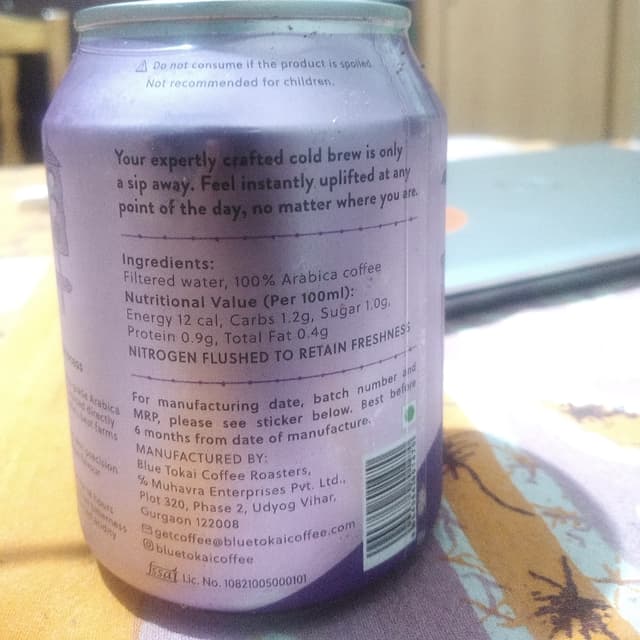 Do not consume if the product is spoiled.
Not recommended for children.
Your expertly crafted cold brew is only
a sip away. Feel instantly uplifted at any
point of the day, no matter where you are.
Ingredients:
Filtered water, 100% Arabica coffee
Nutritional Value (Per 100ml):
Energy 12 cal, Carbs 1.2g, Sugar 1.0g,
Protein 0.9g, Total Fat 0.4g
NITROGEN FLUSHED TO RETAIN FRESHNESS
For manufacturing date, batch number and
MRP, please see sticker below. Best before
6 months from date of manufacture.
MANUFACTURED BY:
Blue Tokai Coffee Roasters,
℅ Muhavra Enterprises Pvt. Ltd.,
Plot 320, Phase 2, Udyog Vihar,
Gurgaon 122008
getcoffee@bluetokaicoffee.com
bluetokaicoffee
fssai Lic. No. 10821005000101
Arabica
directly
farms
precision